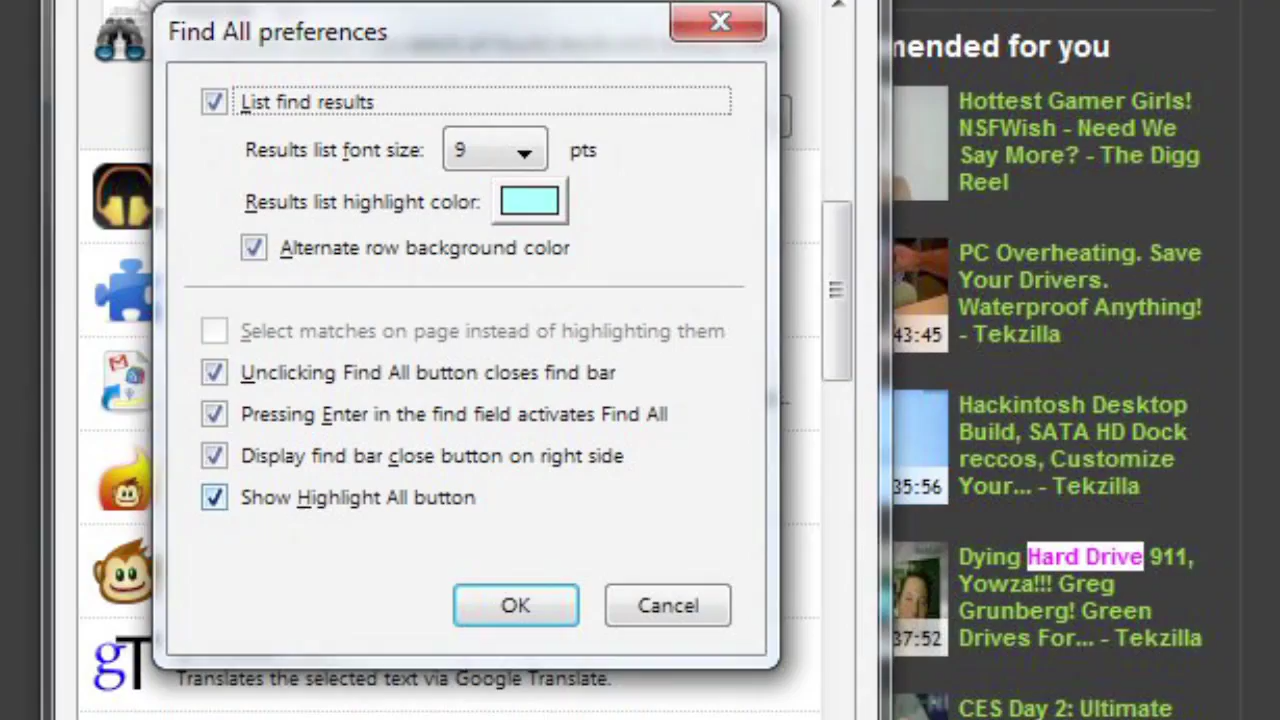 Find All preferences
List find results
Results list font size: 9 pts
Results list highlight color:
Alternate row background color
Select matches on page instead of highlighting them
Unclicking Find All button closes find bar
Pressing Enter in the find field activates Find All
Display find bar close button on right side
Show Highlight All button
OK
Cancel
gT
Translates the selected text via Google Translate.
mended for you
Hottest Gamer Girls!
NSFWish - Need We
Say More? - The Digg
Reel
PC Overheating. Save
Your Drivers.
Waterproof Anything!
- Tekzilla
43:45
Hackintosh Desktop
Build, SATA HD Dock
reccos, Customize
Your... - Tekzilla
35:56
Dying Hard Drive 911,
Yowza!!! Greg
Grunberg! Green
Drives For... - Tekzilla
37:52
CES Day 2: Ultimate